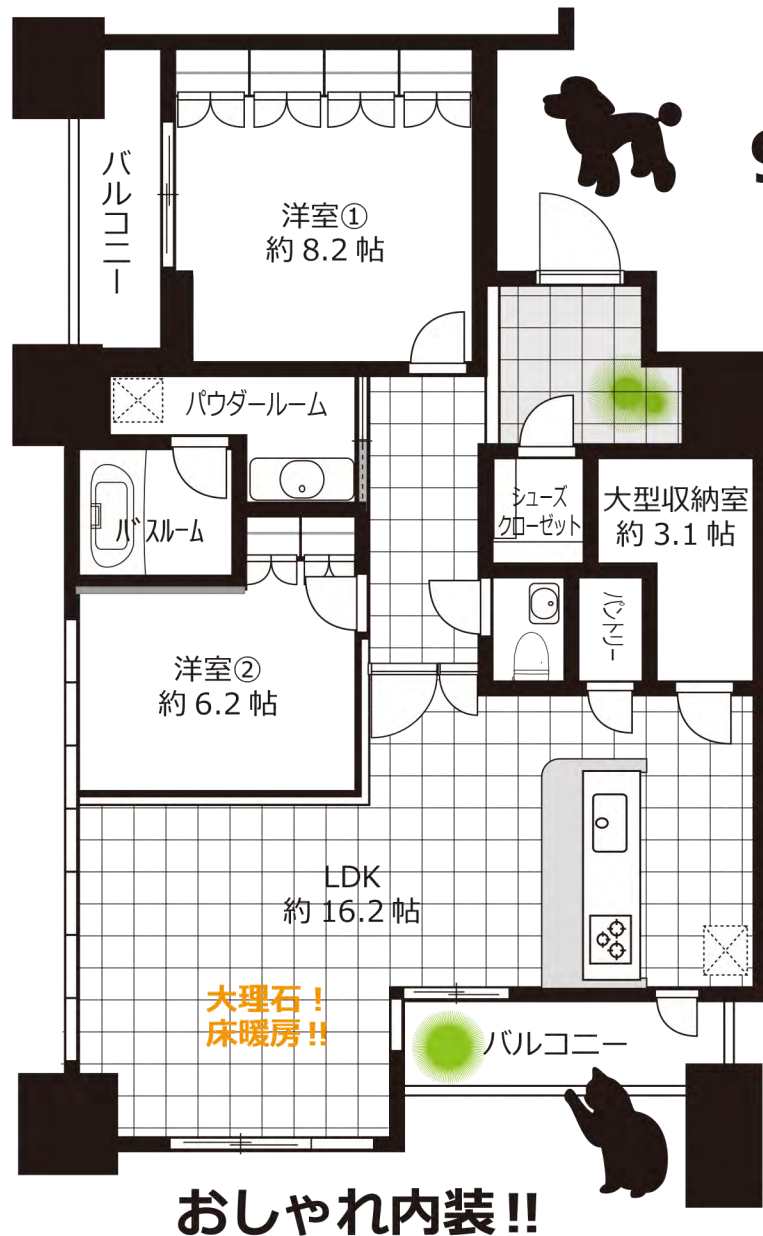 洋室①
約 8.2 帖
バルコニー
パウダールーム
バスルーム
シューズ
クローゼット
大型収納室
約 3.1 帖
パントリー
洋室②
約 6.2 帖
LDK
約 16.2 帖
大理石！
床暖房!!
バルコニー
おしゃれ内装!!